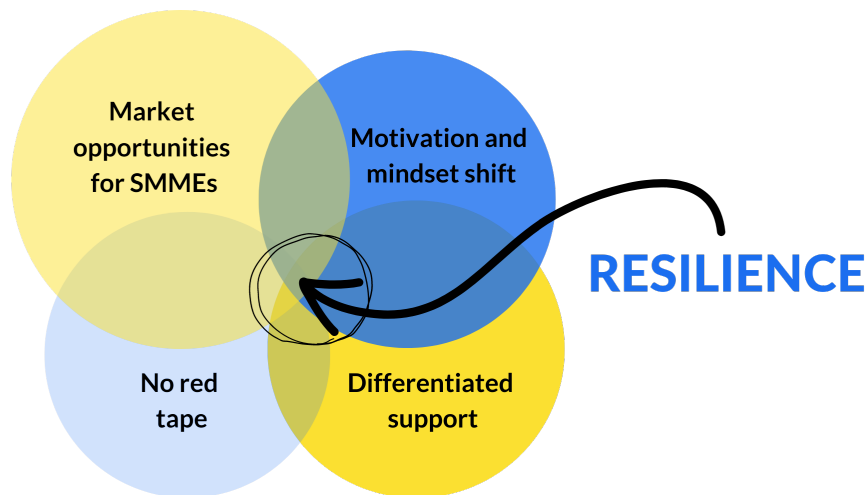 Market
opportunities
for SMMEs
Motivation and
mindset shift
RESILIENCE
No red
tape
Differentiated
support